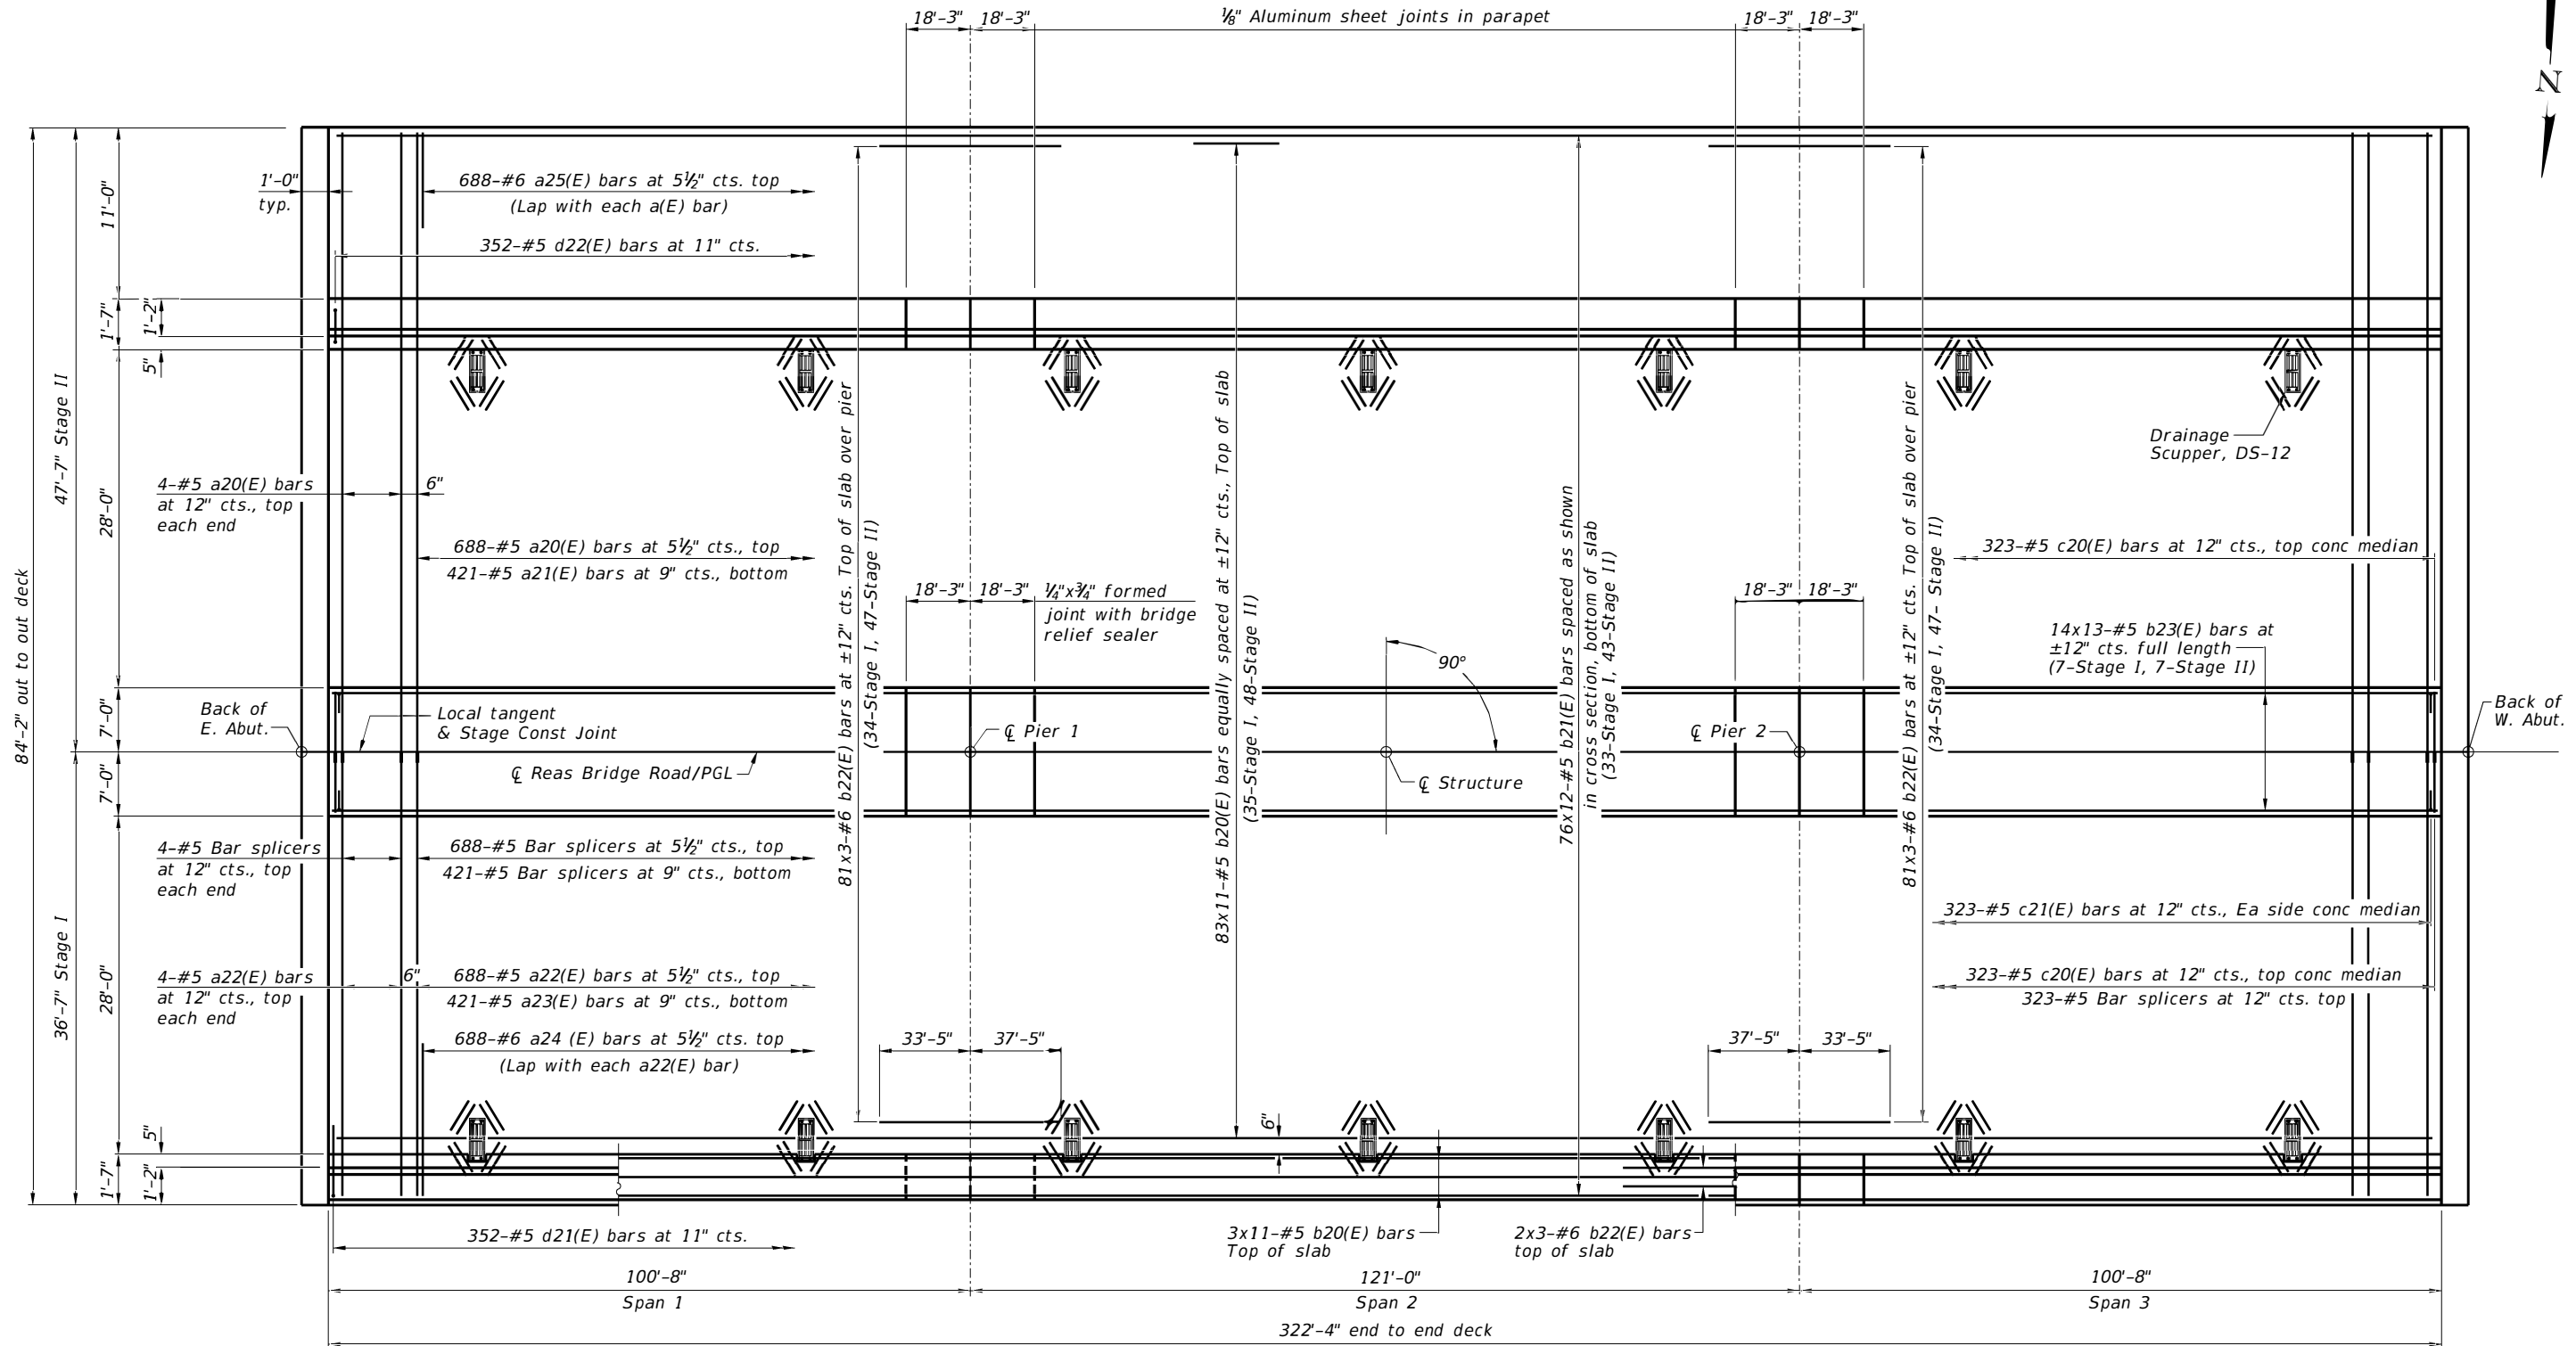 18'-3" 18'-3"
⅛" Aluminum sheet joints in parapet
18'-3" 18'-3"
N
1'-0"
typ.
688-#6 a25(E) bars at 5½" cts. top
(Lap with each a(E) bar)
352-#5 d22(E) bars at 11" cts.
11'-0"
1'-7"
1'-2"
5"
47'-7" Stage II
28'-0"
84'-2" out to out deck
4-#5 a20(E) bars
at 12" cts., top
each end
6"
688-#5 a20(E) bars at 5½" cts., top
421-#5 a21(E) bars at 9" cts., bottom
81x3-#6 b22(E) bars at ±12" cts. Top of slab over pier
(34-Stage I, 47-Stage II)
18'-3" 18'-3"
¼"x¾" formed
joint with bridge
relief sealer
83x11-#5 b20(E) bars equally spaced at ±12" cts., Top of slab
(35-Stage I, 48-Stage II)
90°
76x12-#5 b21(E) bars spaced as shown
in cross section, bottom of slab
(33-Stage I, 43-Stage II)
18'-3" 18'-3"
81x3-#6 b22(E) bars at ±12" cts. Top of slab over pier
(34-Stage I, 47- Stage II)
Drainage
Scupper, DS-12
323-#5 c20(E) bars at 12" cts., top conc median
14x13-#5 b23(E) bars at
±12" cts. full length
(7-Stage I, 7-Stage II)
Back of
E. Abut.
Local tangent
& Stage Const Joint
℄ Reas Bridge Road/PGL
℄ Pier 1
℄ Structure
℄ Pier 2
Back of
W. Abut.
7'-0"
7'-0"
4-#5 Bar splicers
at 12" cts., top
each end
688-#5 Bar splicers at 5½" cts., top
421-#5 Bar splicers at 9" cts., bottom
323-#5 c21(E) bars at 12" cts., Ea side conc median
36'-7" Stage I
28'-0"
4-#5 a22(E) bars
at 12" cts., top
each end
6"
688-#5 a22(E) bars at 5½" cts., top
421-#5 a23(E) bars at 9" cts., bottom
323-#5 c20(E) bars at 12" cts., top conc median
323-#5 Bar splicers at 12" cts. top
688-#6 a24 (E) bars at 5½" cts. top
(Lap with each a22(E) bar)
33'-5" 37'-5"
37'-5" 33'-5"
5"
1'-7"
1'-2"
6"
352-#5 d21(E) bars at 11" cts.
3x11-#5 b20(E) bars
Top of slab
2x3-#6 b22(E) bars
top of slab
100'-8"
Span 1
121'-0"
Span 2
100'-8"
Span 3
322'-4" end to end deck